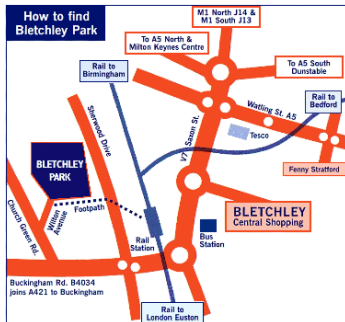 How to find
Bletchley Park
M1 North J14 &
M1 South J13
To A5 North &
Milton Keynes Centre
To A5 South
Dunstable
Rail to
Birmingham
Rail to
Bedford
Watling St. A5
Sherwood Drive
V7 Saxon St.
Tesco
BLETCHLEY
PARK
Fenny Stratford
Church Green Rd.
Wilton
Avenue
Footpath
BLETCHLEY
Central Shopping
Rail
Station
Bus
Station
Buckingham Rd. B4034
joins A421 to Buckingham
Rail to
London Euston